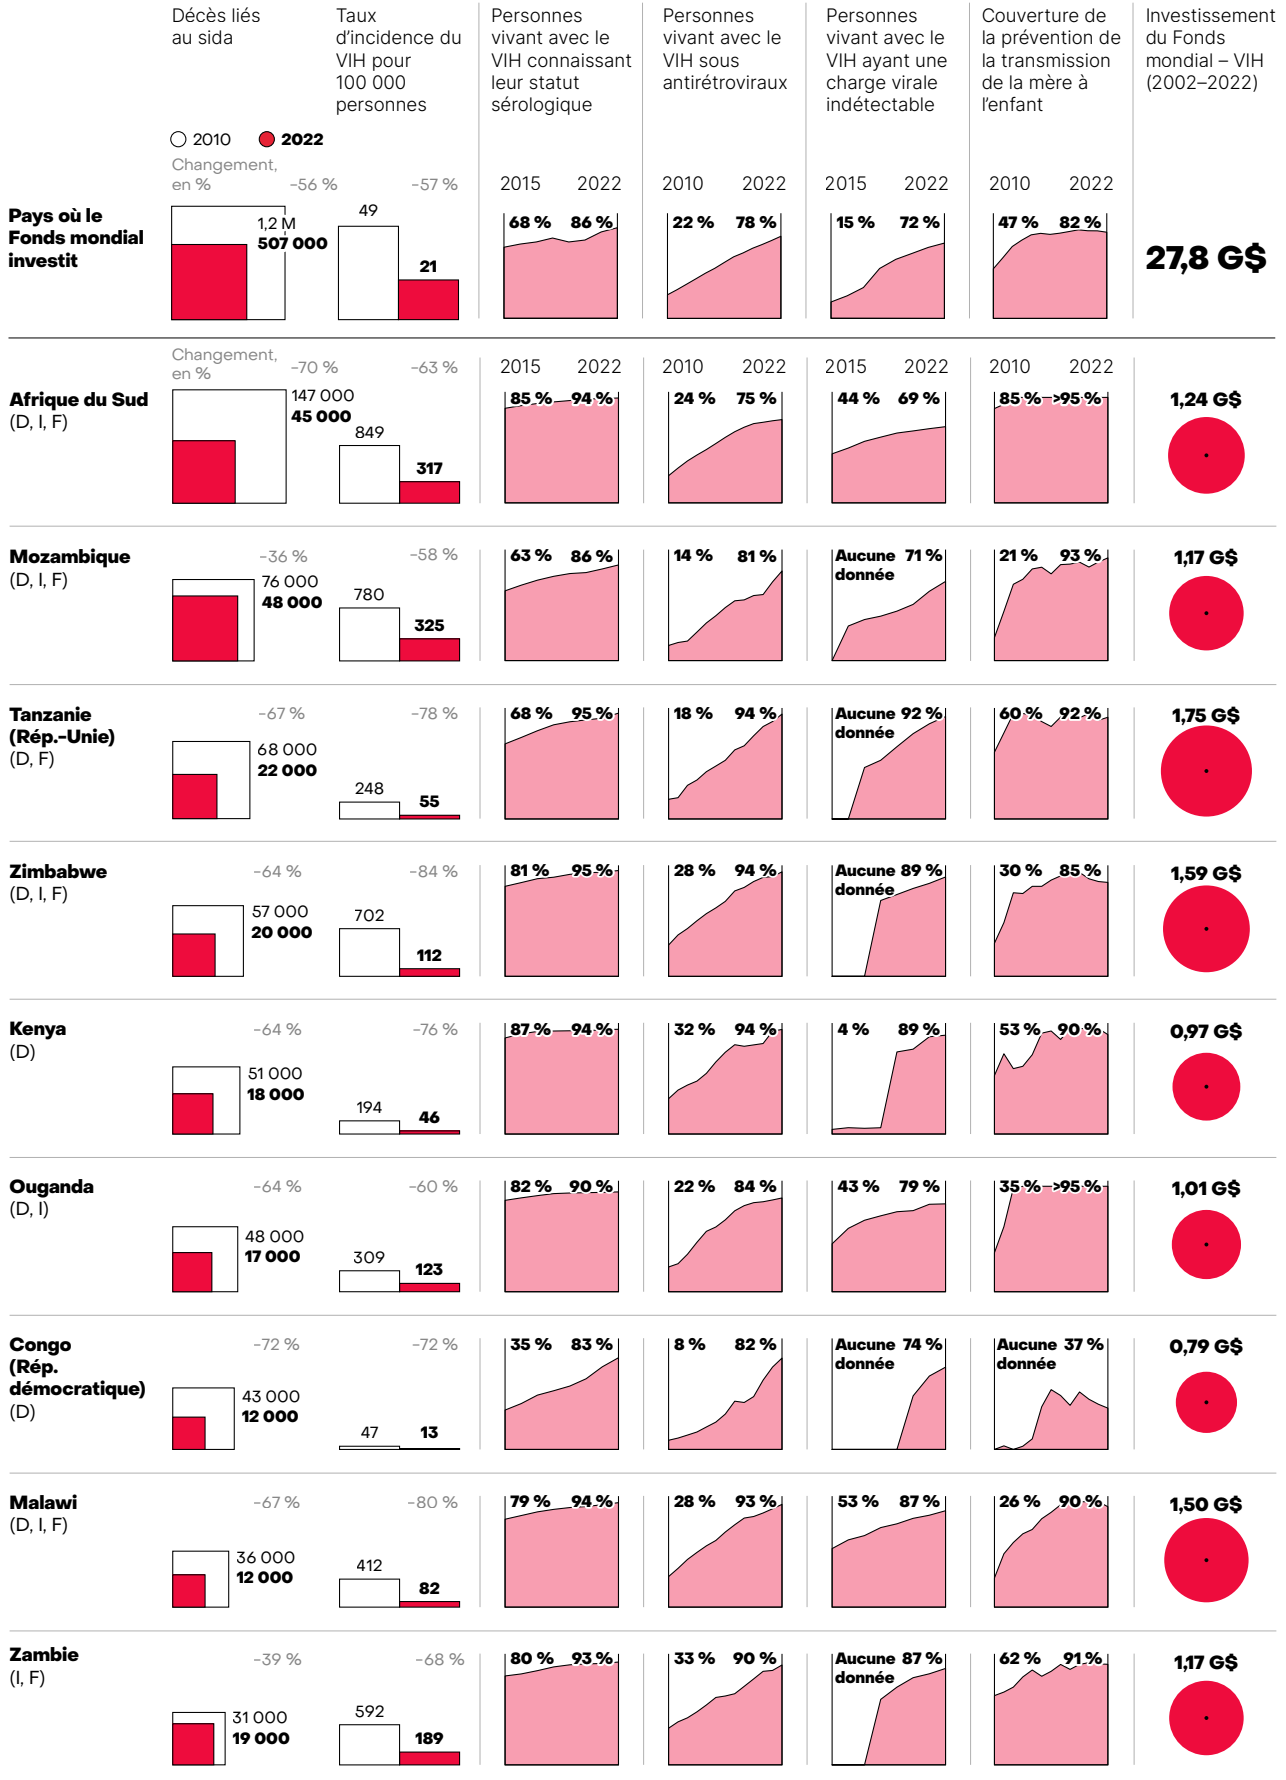 Décès liés
au sida
Taux
d'incidence du
VIH pour
100 000
personnes
Personnes
vivant avec le
VIH connaissant
leur statut
sérologique
Personnes
vivant avec le
VIH sous
antirétroviraux
Personnes
vivant avec le
VIH ayant une
charge virale
indétectable
Couverture de
la prévention de
la transmission
de la mère à
l'enfant
Investissement
du Fonds
mondial – VIH
(2002–2022)
2010 2022
Changement,
en % -56 % -57 % 2015 2022 2010 2022 2015 2022 2010 2022
Pays où le
Fonds mondial
investit
1,2 M
507 000
49
21
68 % 86 % 22 % 78 % 15 % 72 % 47 % 82 %
27,8 G$
Changement,
en % -70 % -63 % 2015 2022 2010 2022 2015 2022 2010 2022
Afrique du Sud
(D, I, F)
147 000
45 000
849
317
85 % 94 % 24 % 75 % 44 % 69 % 85 % >95 %
1,24 G$
Mozambique
(D, I, F)
-36 % -58 %
76 000
48 000
780
325
63 % 86 % 14 % 81 % Aucune 71 %
donnée
21 % 93 %
1,17 G$
Tanzanie
(Rép.-Unie)
(D, F)
-67 % -78 %
68 000
22 000
248
55
68 % 95 % 18 % 94 % Aucune 92 %
donnée
60 % 92 %
1,75 G$
Zimbabwe
(D, I, F)
-64 % -84 %
57 000
20 000
702
112
81 % 95 % 28 % 94 % Aucune 89 %
donnée
30 % 85 %
1,59 G$
Kenya
(D)
-64 % -76 %
51 000
18 000
194
46
87 % 94 % 32 % 94 % 4 % 89 % 53 % 90 %
0,97 G$
Ouganda
(D, I)
-64 % -60 %
48 000
17 000
309
123
82 % 90 % 22 % 84 % 43 % 79 % 35 % >95 %
1,01 G$
Congo
(Rép.
démocratique)
(D)
-72 % -72 %
43 000
12 000
47
13
35 % 83 % 8 % 82 % Aucune 74 %
donnée
Aucune 37 %
donnée
0,79 G$
Malawi
(D, I, F)
-67 % -80 %
36 000
12 000
412
82
79 % 94 % 28 % 93 % 53 % 87 % 26 % 90 %
1,50 G$
Zambie
(I, F)
-39 % -68 %
31 000
19 000
592
189
80 % 93 % 33 % 90 % Aucune 87 %
donnée
62 % 91 %
1,17 G$